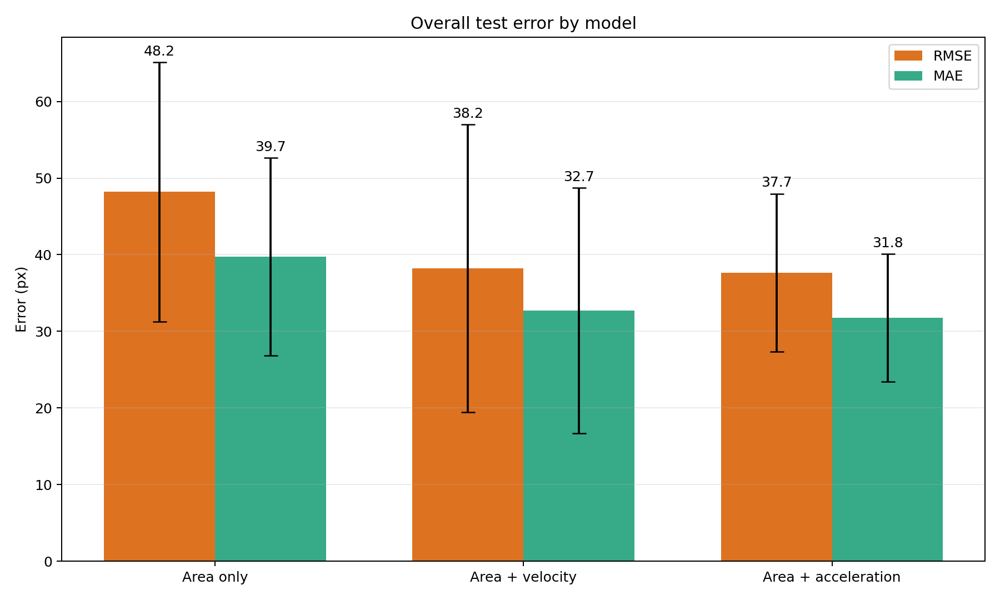 Overall test error by model
48.2
39.7
38.2
32.7
37.7
31.8
RMSE
MAE
Error (px)
60
50
40
30
20
10
0
Area only
Area + velocity
Area + acceleration